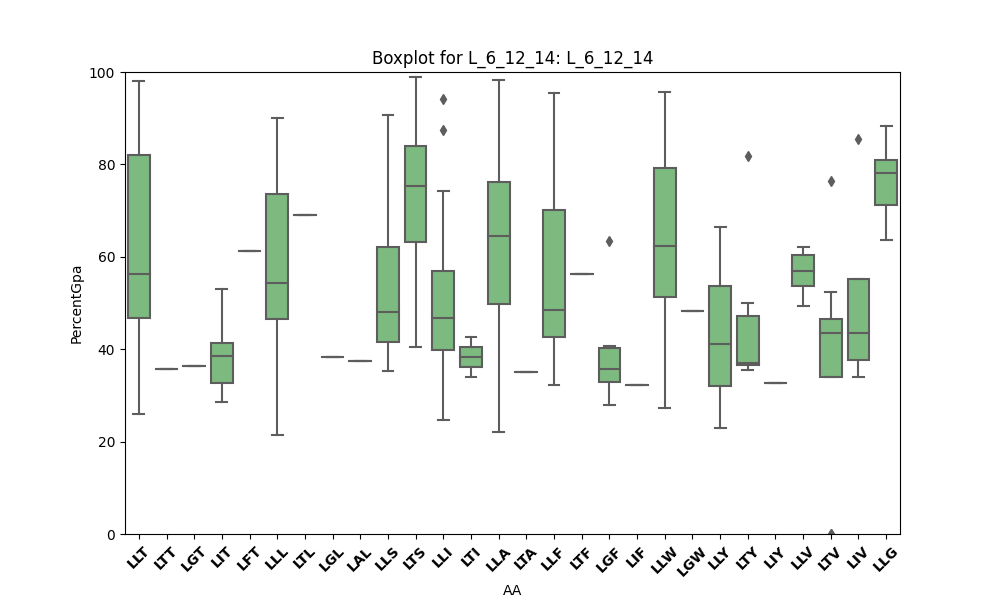 Boxplot for L_6_12_14: L_6_12_14
100
80
60
40
20
0
PercentGpa
LLT LTT LGT LIT LFT LLL LTL LGL LAL LLS LTS LLI LTI LLA LTA LLF LTF LGF LIF LLW LGW LLY LTY LIY LLV LTV LIV LLG
AA